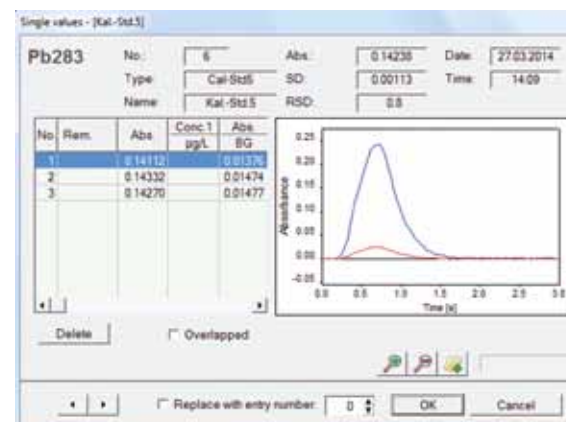 Single values - [Kal.-Std.5]
Pb283 No.: 6 Abs.: 0.14238 Date: 27.03.2014
Type: Cal-Std5 SD: 0.00113 Time: 14:09
Name: Kal.-Std.5 RSD: 0.8
No. Rem. Abs. Conc.1 Abs.
µg/L BG
1 0.14112 0.01376
2 0.14332 0.01474
3 0.14270 0.01477
Absorbance
0.25
0.20
0.15
0.10
0.05
0.00
-0.05
0.0 0.5 1.0 1.5 2.0 2.5 3.0
Time [s]
Delete Overlapped
Replace with entry number: 0 OK Cancel